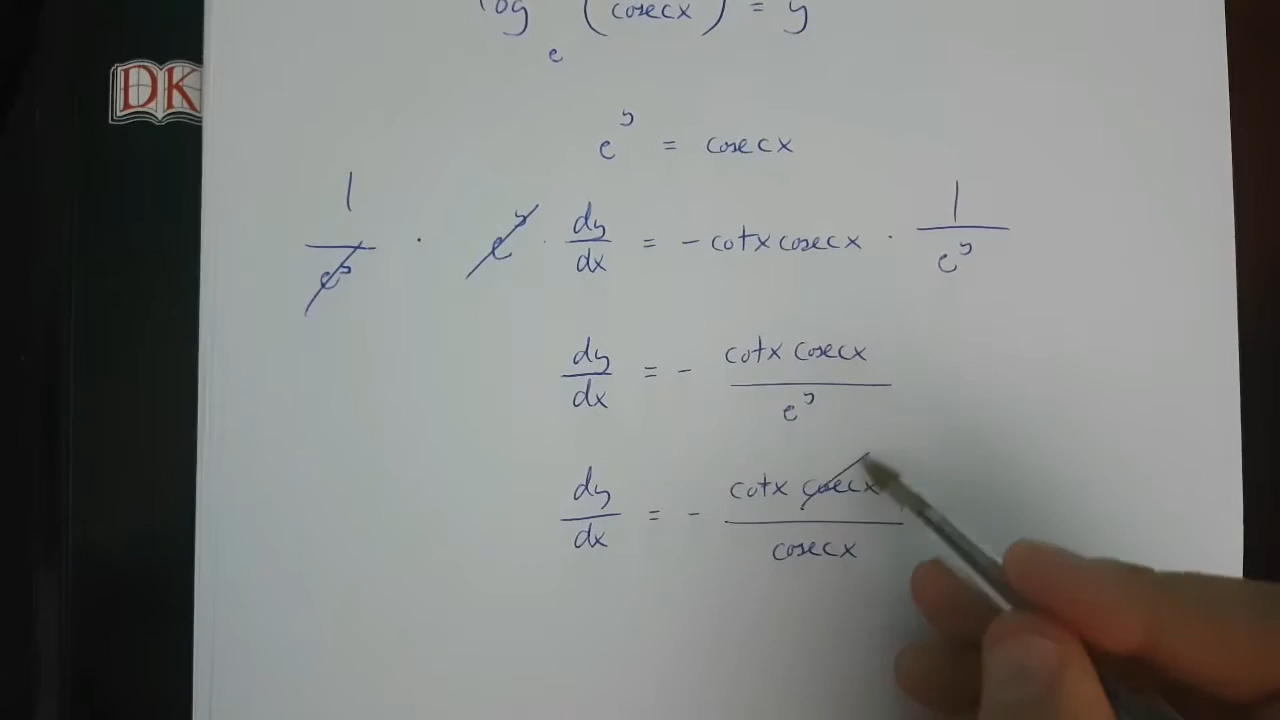 log_e (cosecx) = y
DK
e^y = cosecx
1/e^y · e^y · dy/dx = - cotx cosecx · 1/e^y
dy/dx = - cotx cosecx / e^y
dy/dx = - cotx cosecx / cosecx